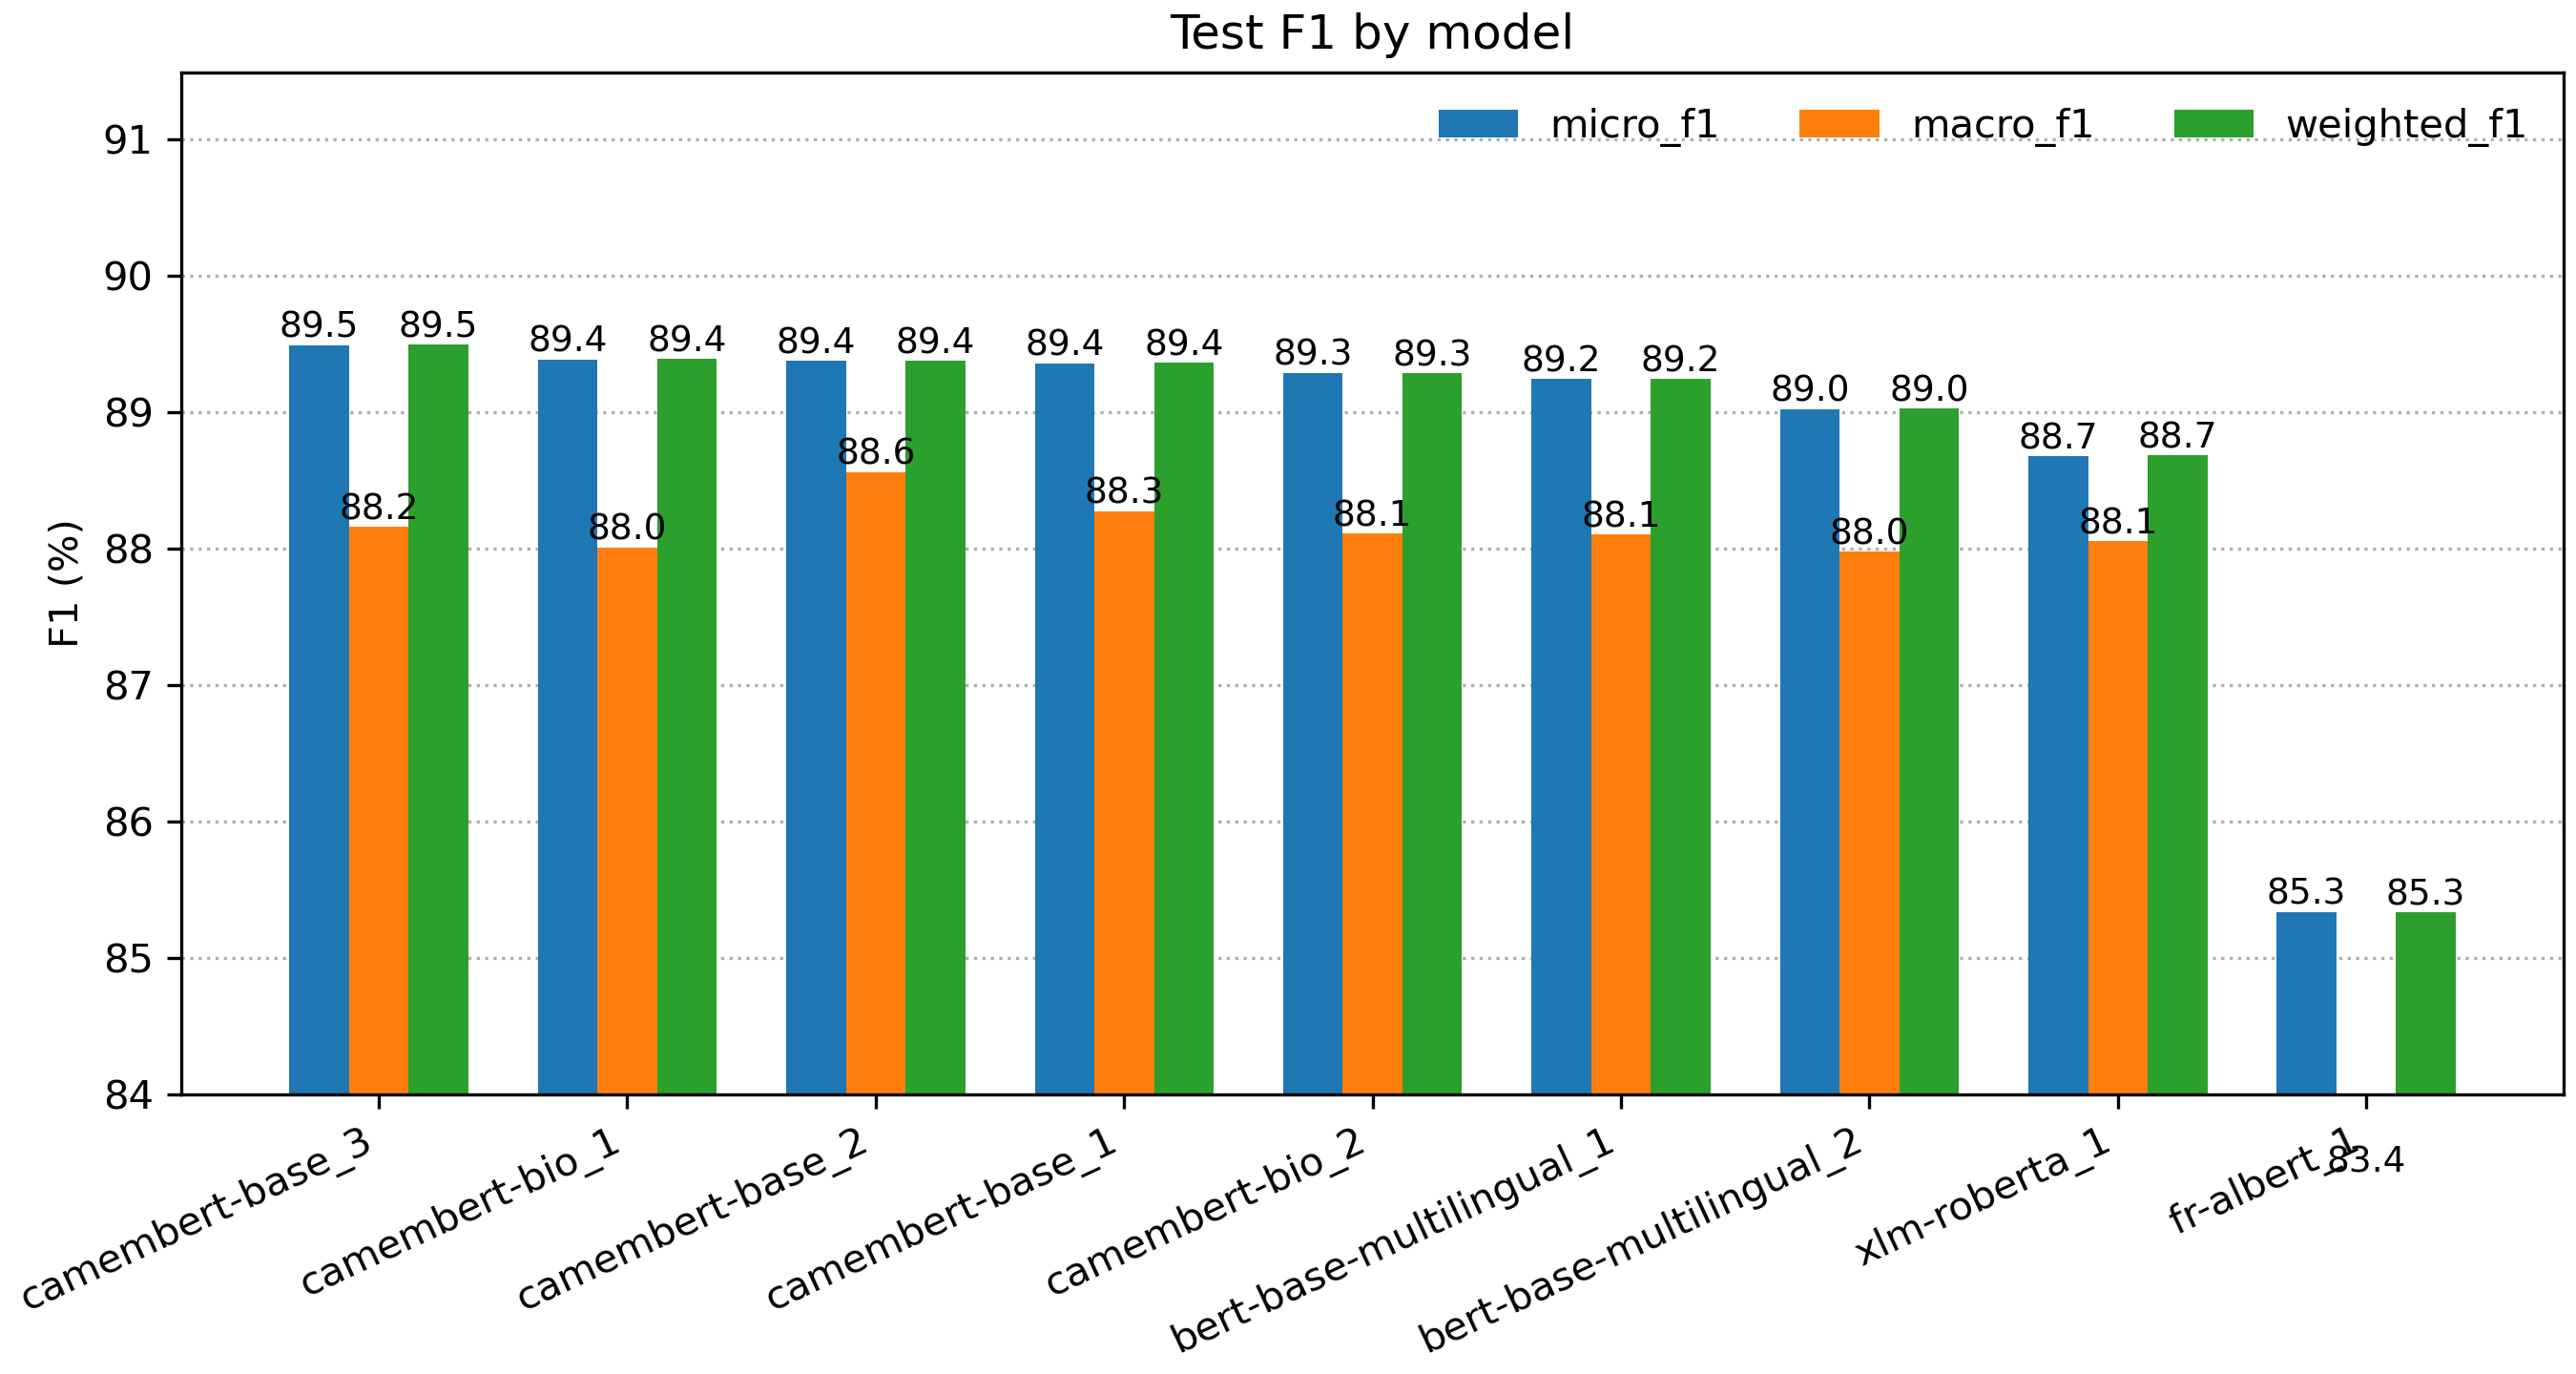 Test F1 by model
micro_f1 macro_f1 weighted_f1
F1 (%)
91
90
89
88
87
86
85
84
89.5 88.2 89.5
89.4 88.0 89.4
89.4 88.6 89.4
89.4 88.3 89.4
89.3 88.1 89.3
89.2 88.1 89.2
89.0 88.0 89.0
88.7 88.1 88.7
85.3 83.4 85.3
camembert-base_3
camembert-bio_1
camembert-base_2
camembert-base_1
camembert-bio_2
bert-base-multilingual_1
bert-base-multilingual_2
xlm-roberta_1
fr-albert_1